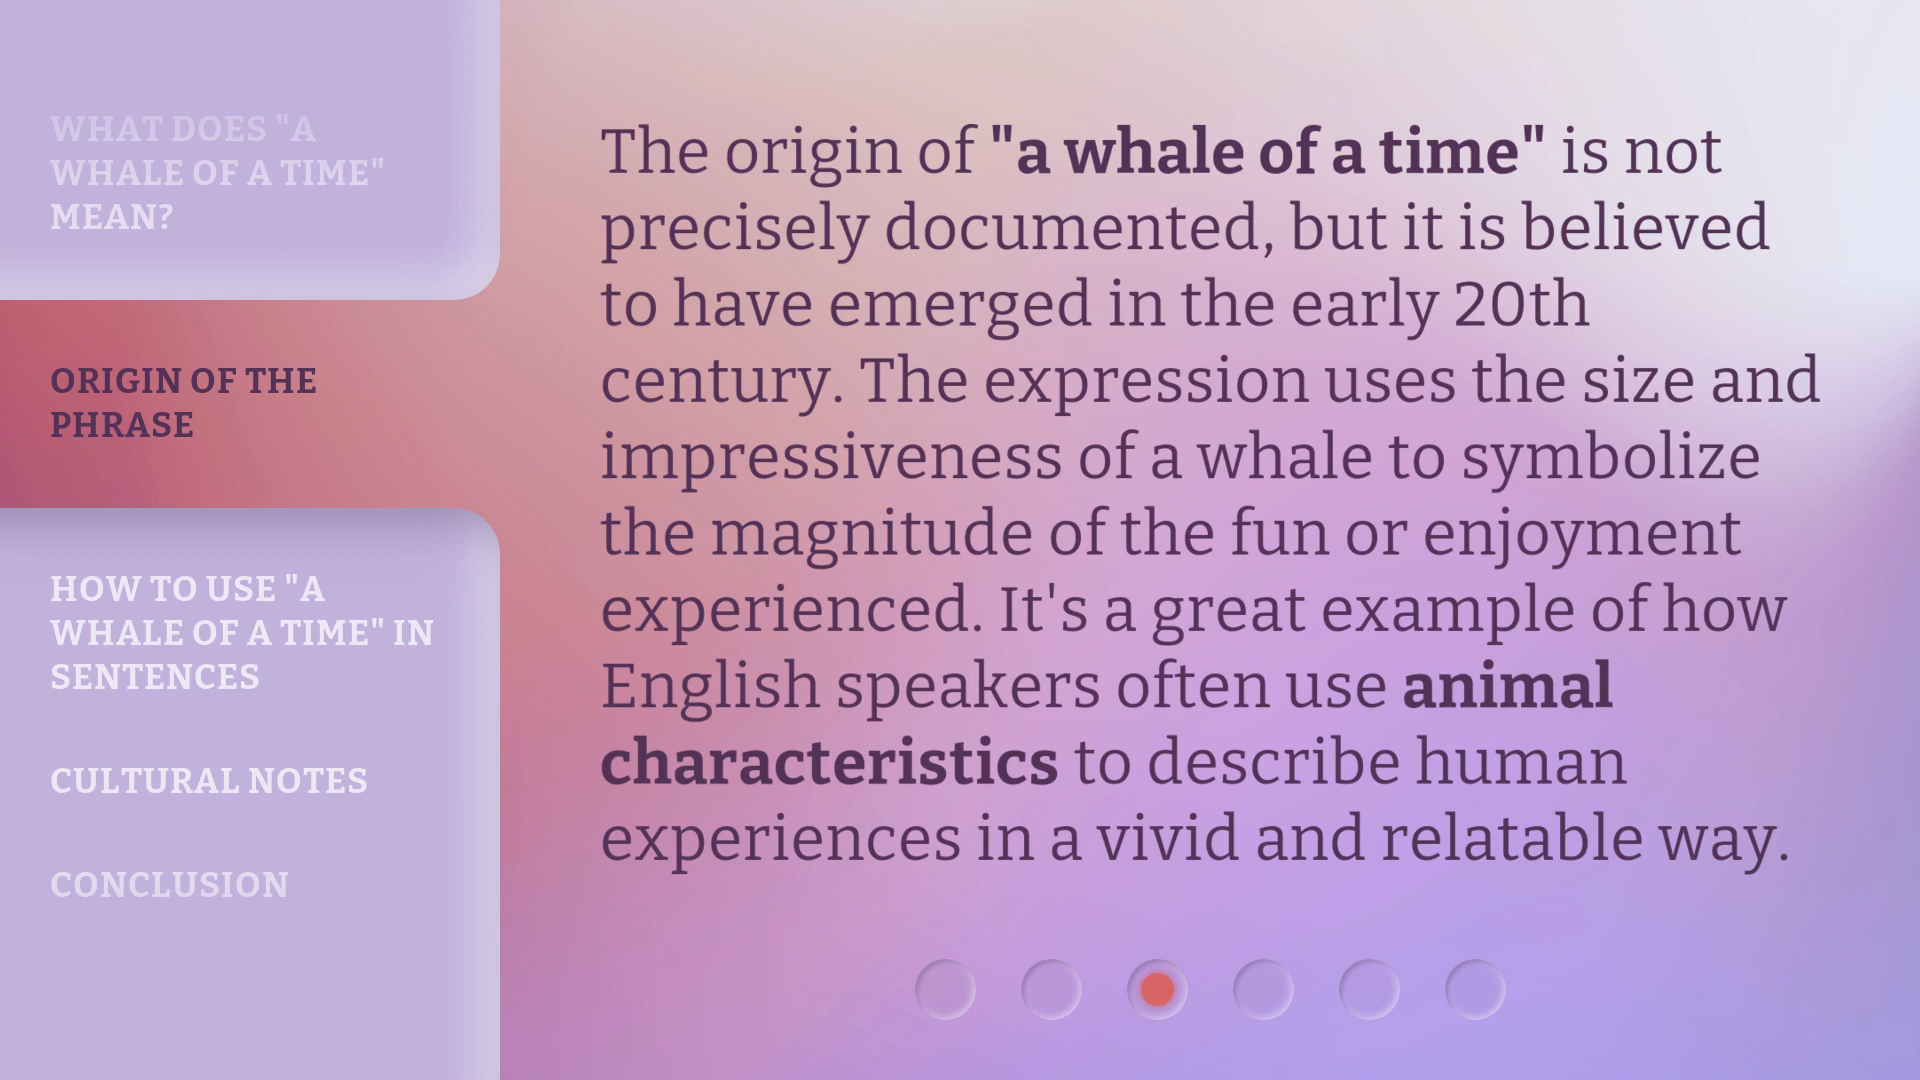 INTRODUCTION
WHAT DOES "A
WHALE OF A TIME"
MEAN?
ORIGIN OF THE
PHRASE
HOW TO USE "A
WHALE OF A TIME" IN
SENTENCES
CULTURAL NOTES
CONCLUSION
The origin of "a whale of a time" is not
precisely documented, but it is believed
to have emerged in the early 20th
century. The expression uses the size and
impressiveness of a whale to symbolize
the magnitude of the fun or enjoyment
experienced. It's a great example of how
English speakers often use animal
characteristics to describe human
experiences in a vivid and relatable way.